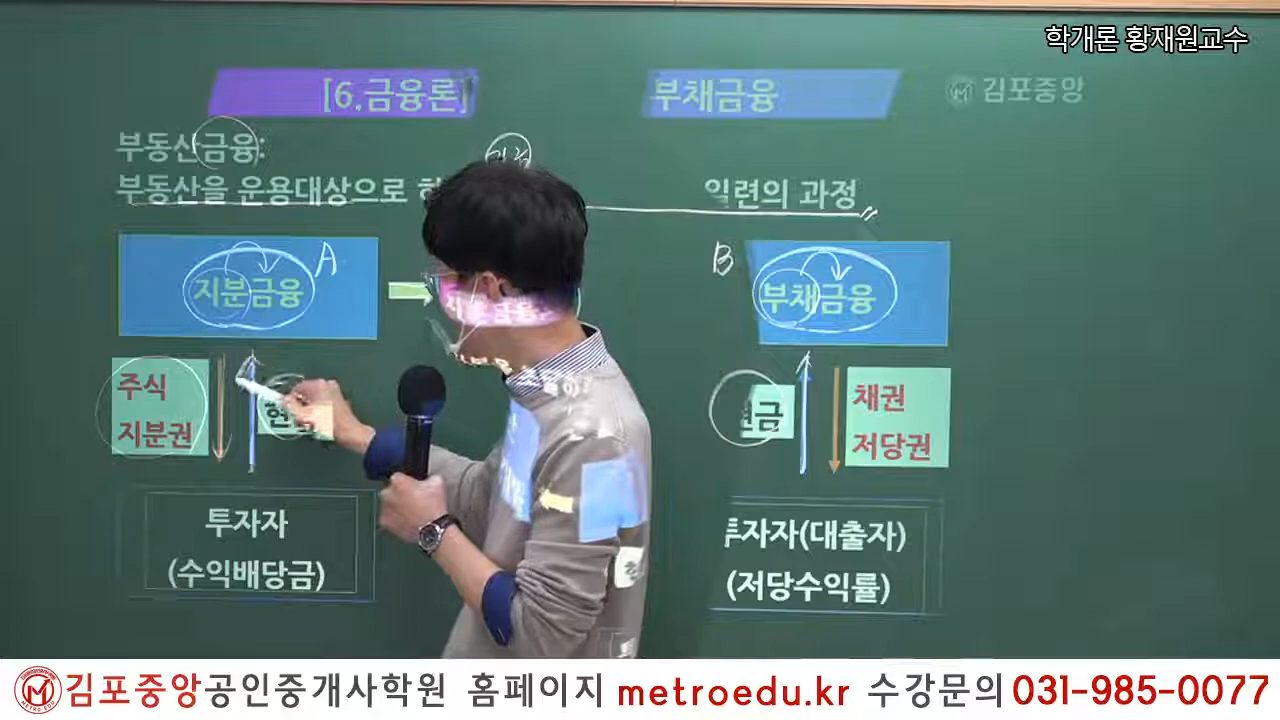 학개론 황재원교수
[6.금융론]
부채금융
김포중앙
부동산금융:
부동산을 운용대상으로
일련의 과정
A
B
지분금융
부채금융
주식
지분권
현금
채권
저당권
투자자
(수익배당금)
투자자(대출자)
(저당수익률)
김포중앙공인중개사학원 홈페이지 metroedu.kr 수강문의 031-985-0077